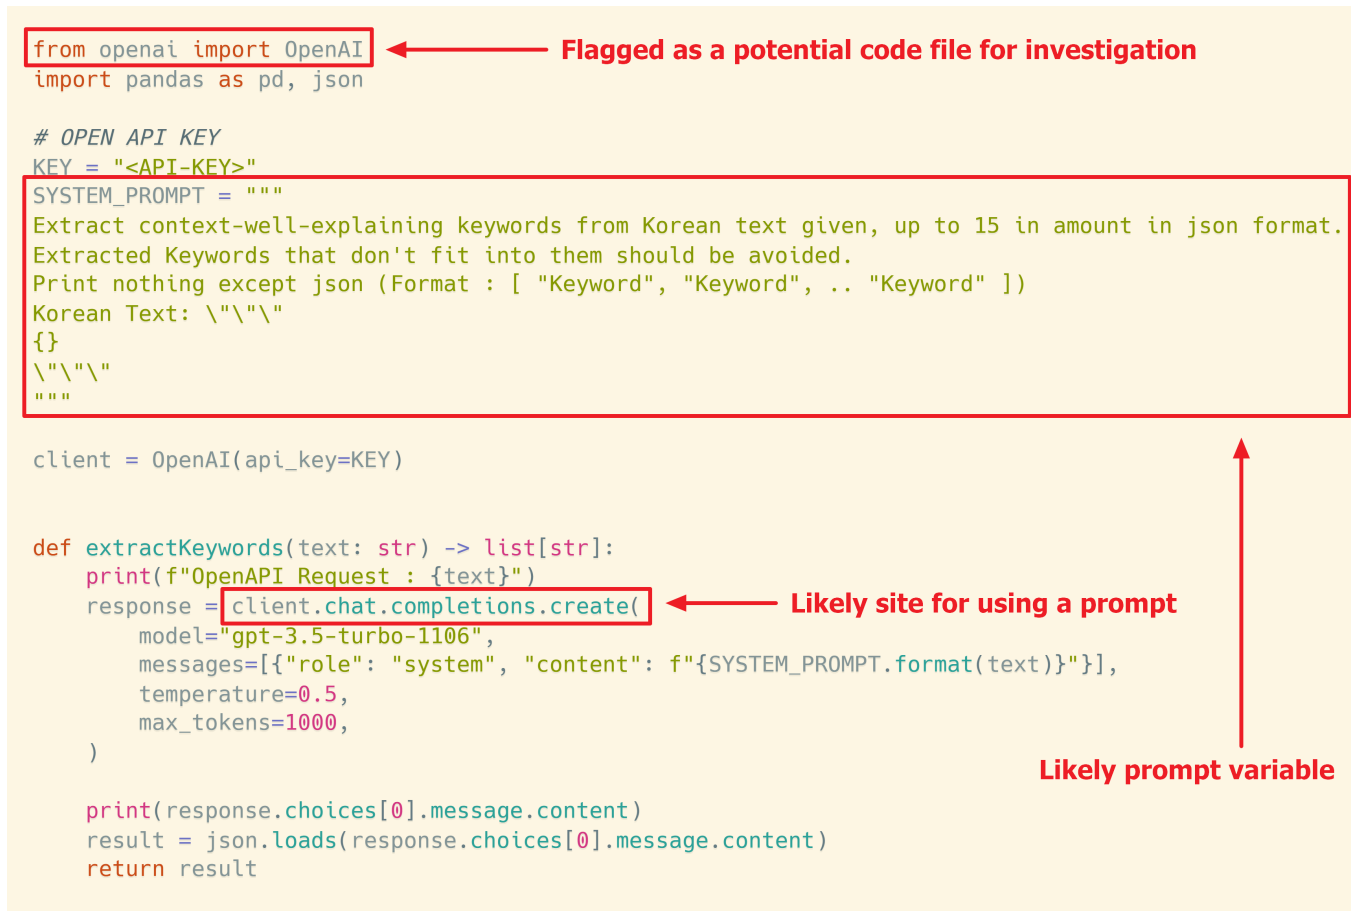 from openai import OpenAI
Flagged as a potential code file for investigation
import pandas as pd, json
# OPEN API KEY
KEY = "<API-KEY>"
SYSTEM_PROMPT = """
Extract context-well-explaining keywords from Korean text given, up to 15 in amount in json format.
Extracted Keywords that don't fit into them should be avoided.
Print nothing except json (Format : [ "Keyword", "Keyword", .. "Keyword" ])
Korean Text: \"\"\"
{}
\"\"\"
"""
client = OpenAI(api_key=KEY)
def extractKeywords(text: str) -> list[str]:
print(f"OpenAPI Request : {text}")
response = client.chat.completions.create(
Likely site for using a prompt
model="gpt-3.5-turbo-1106",
messages=[{"role": "system", "content": f"{SYSTEM_PROMPT.format(text)}"}],
temperature=0.5,
max_tokens=1000,
)
Likely prompt variable
print(response.choices[0].message.content)
result = json.loads(response.choices[0].message.content)
return result